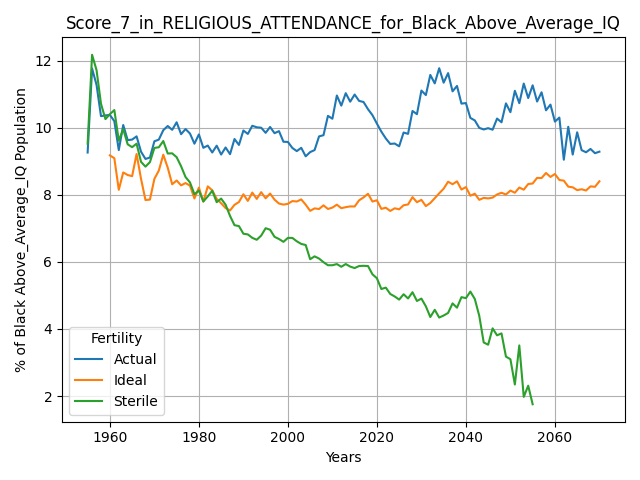 Score_7_in_RELIGIOUS_ATTENDANCE_for_Black_Above_Average_IQ
% of Black Above_Average_IQ Population
12
10
8
6
4
2
Fertility
Actual
Ideal
Sterile
1960 1980 2000 2020 2040 2060
Years